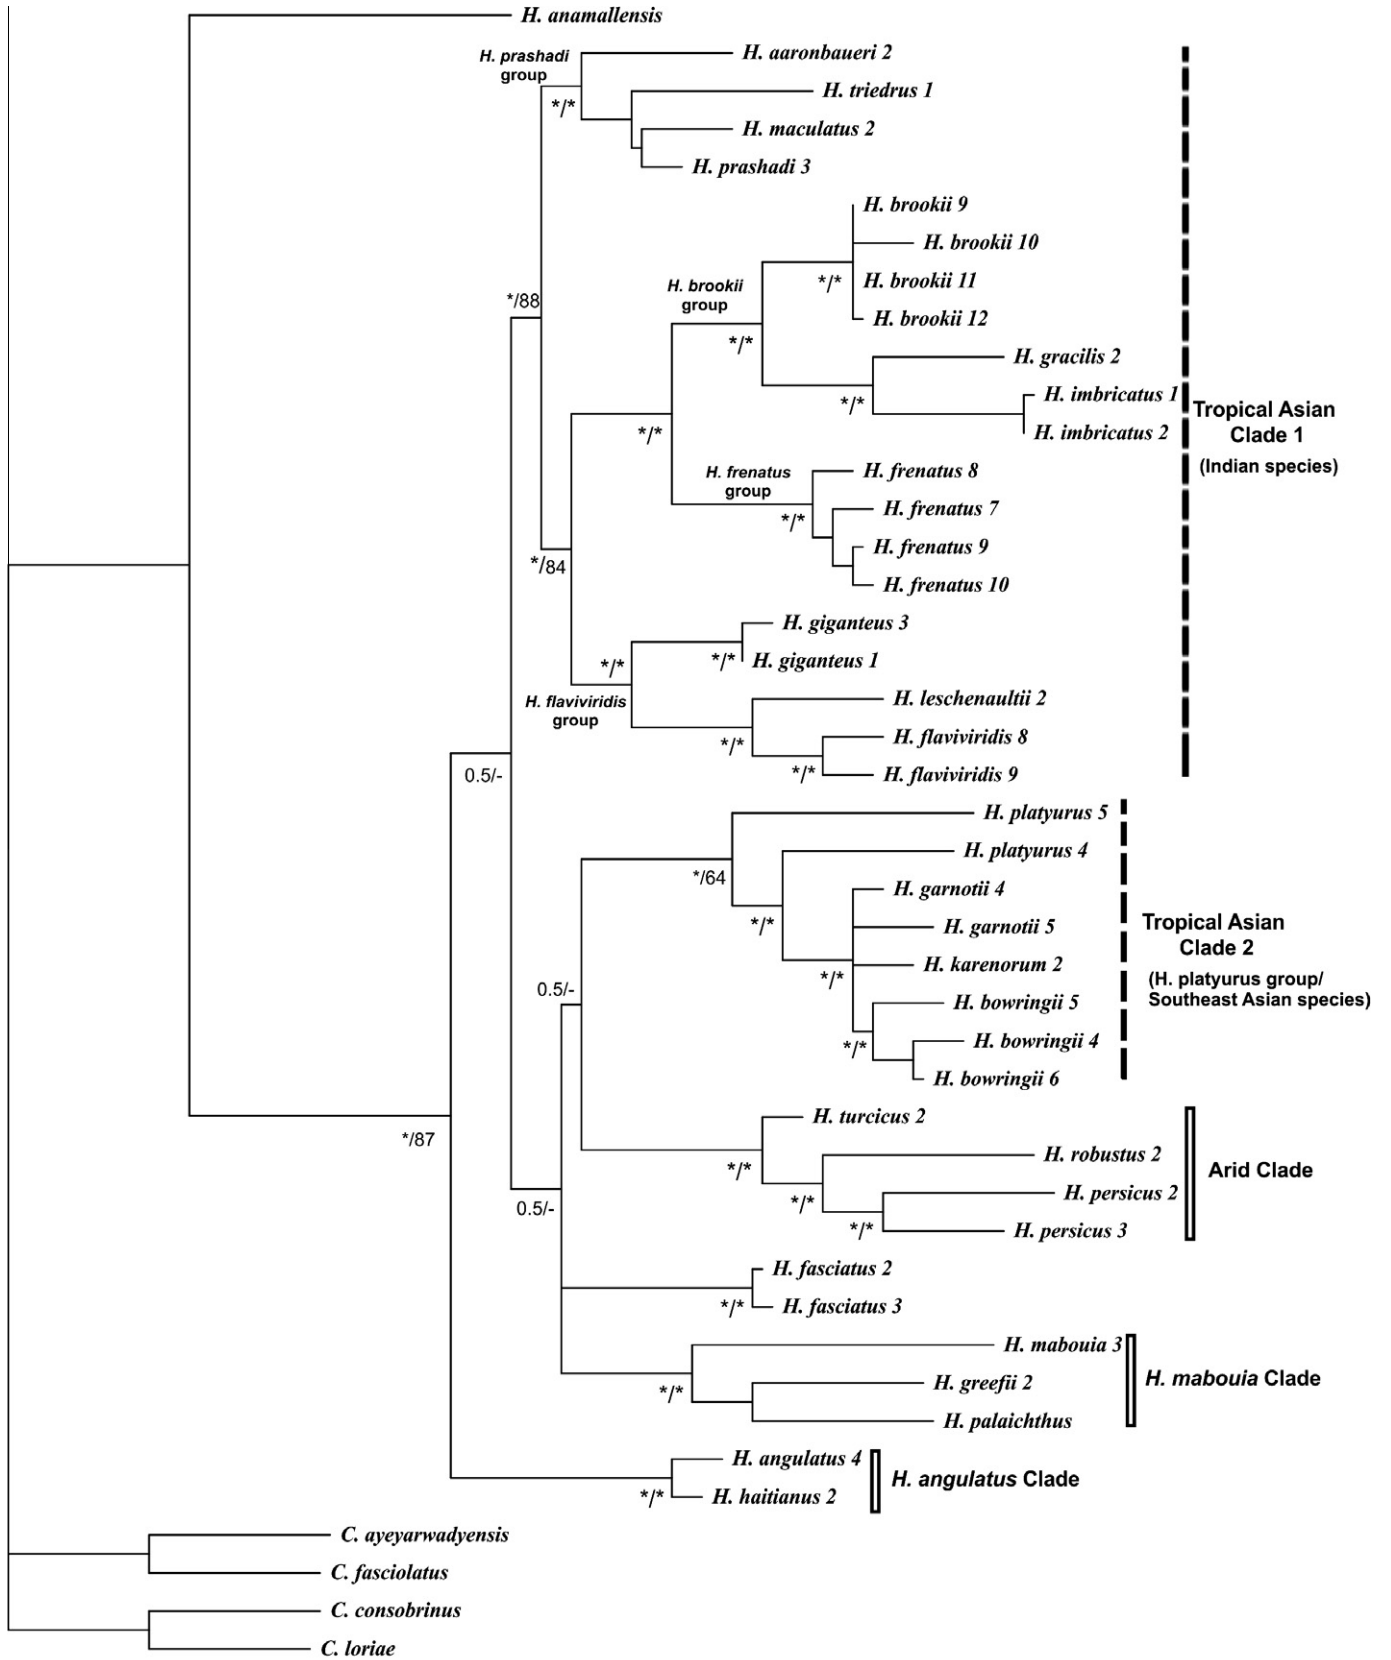 H. anamallensis
H. prashadi
group
H. aaronbaueri 2
*/*
H. triedrus 1
H. maculatus 2
H. prashadi 3
H. brookii 9
H. brookii 10
*/*
H. brookii 11
H. brookii
group
*/88
H. brookii 12
*/*
H. gracilis 2
*/*
H. imbricatus 1
H. imbricatus 2
Tropical Asian
Clade 1
(Indian species)
*/*
H. frenatus
group
H. frenatus 8
H. frenatus 7
*/*
H. frenatus 9
*/84
H. frenatus 10
H. giganteus 3
*/*
*/*
H. giganteus 1
H. flaviviridis
group
H. leschenaultii 2
*/*
H. flaviviridis 8
*/*
H. flaviviridis 9
0.5/-
H. platyurus 5
H. platyurus 4
*/64
H. garnotii 4
*/*
H. garnotii 5
Tropical Asian
Clade 2
(H. platyurus group/
Southeast Asian species)
H. karenorum 2
*/*
0.5/-
H. bowringii 5
H. bowringii 4
*/*
H. bowringii 6
H. turcicus 2
*/87
H. robustus 2
*/*
Arid Clade
H. persicus 2
*/*
0.5/-
H. persicus 3
*/*
H. fasciatus 2
*/*
H. fasciatus 3
H. mabouia 3
H. greefii 2
H. mabouia Clade
*/*
H. palaichthus
H. angulatus 4
H. angulatus Clade
*/*
H. haitianus 2
C. ayeyarwadyensis
C. fasciolatus
C. consobrinus
C. loriae